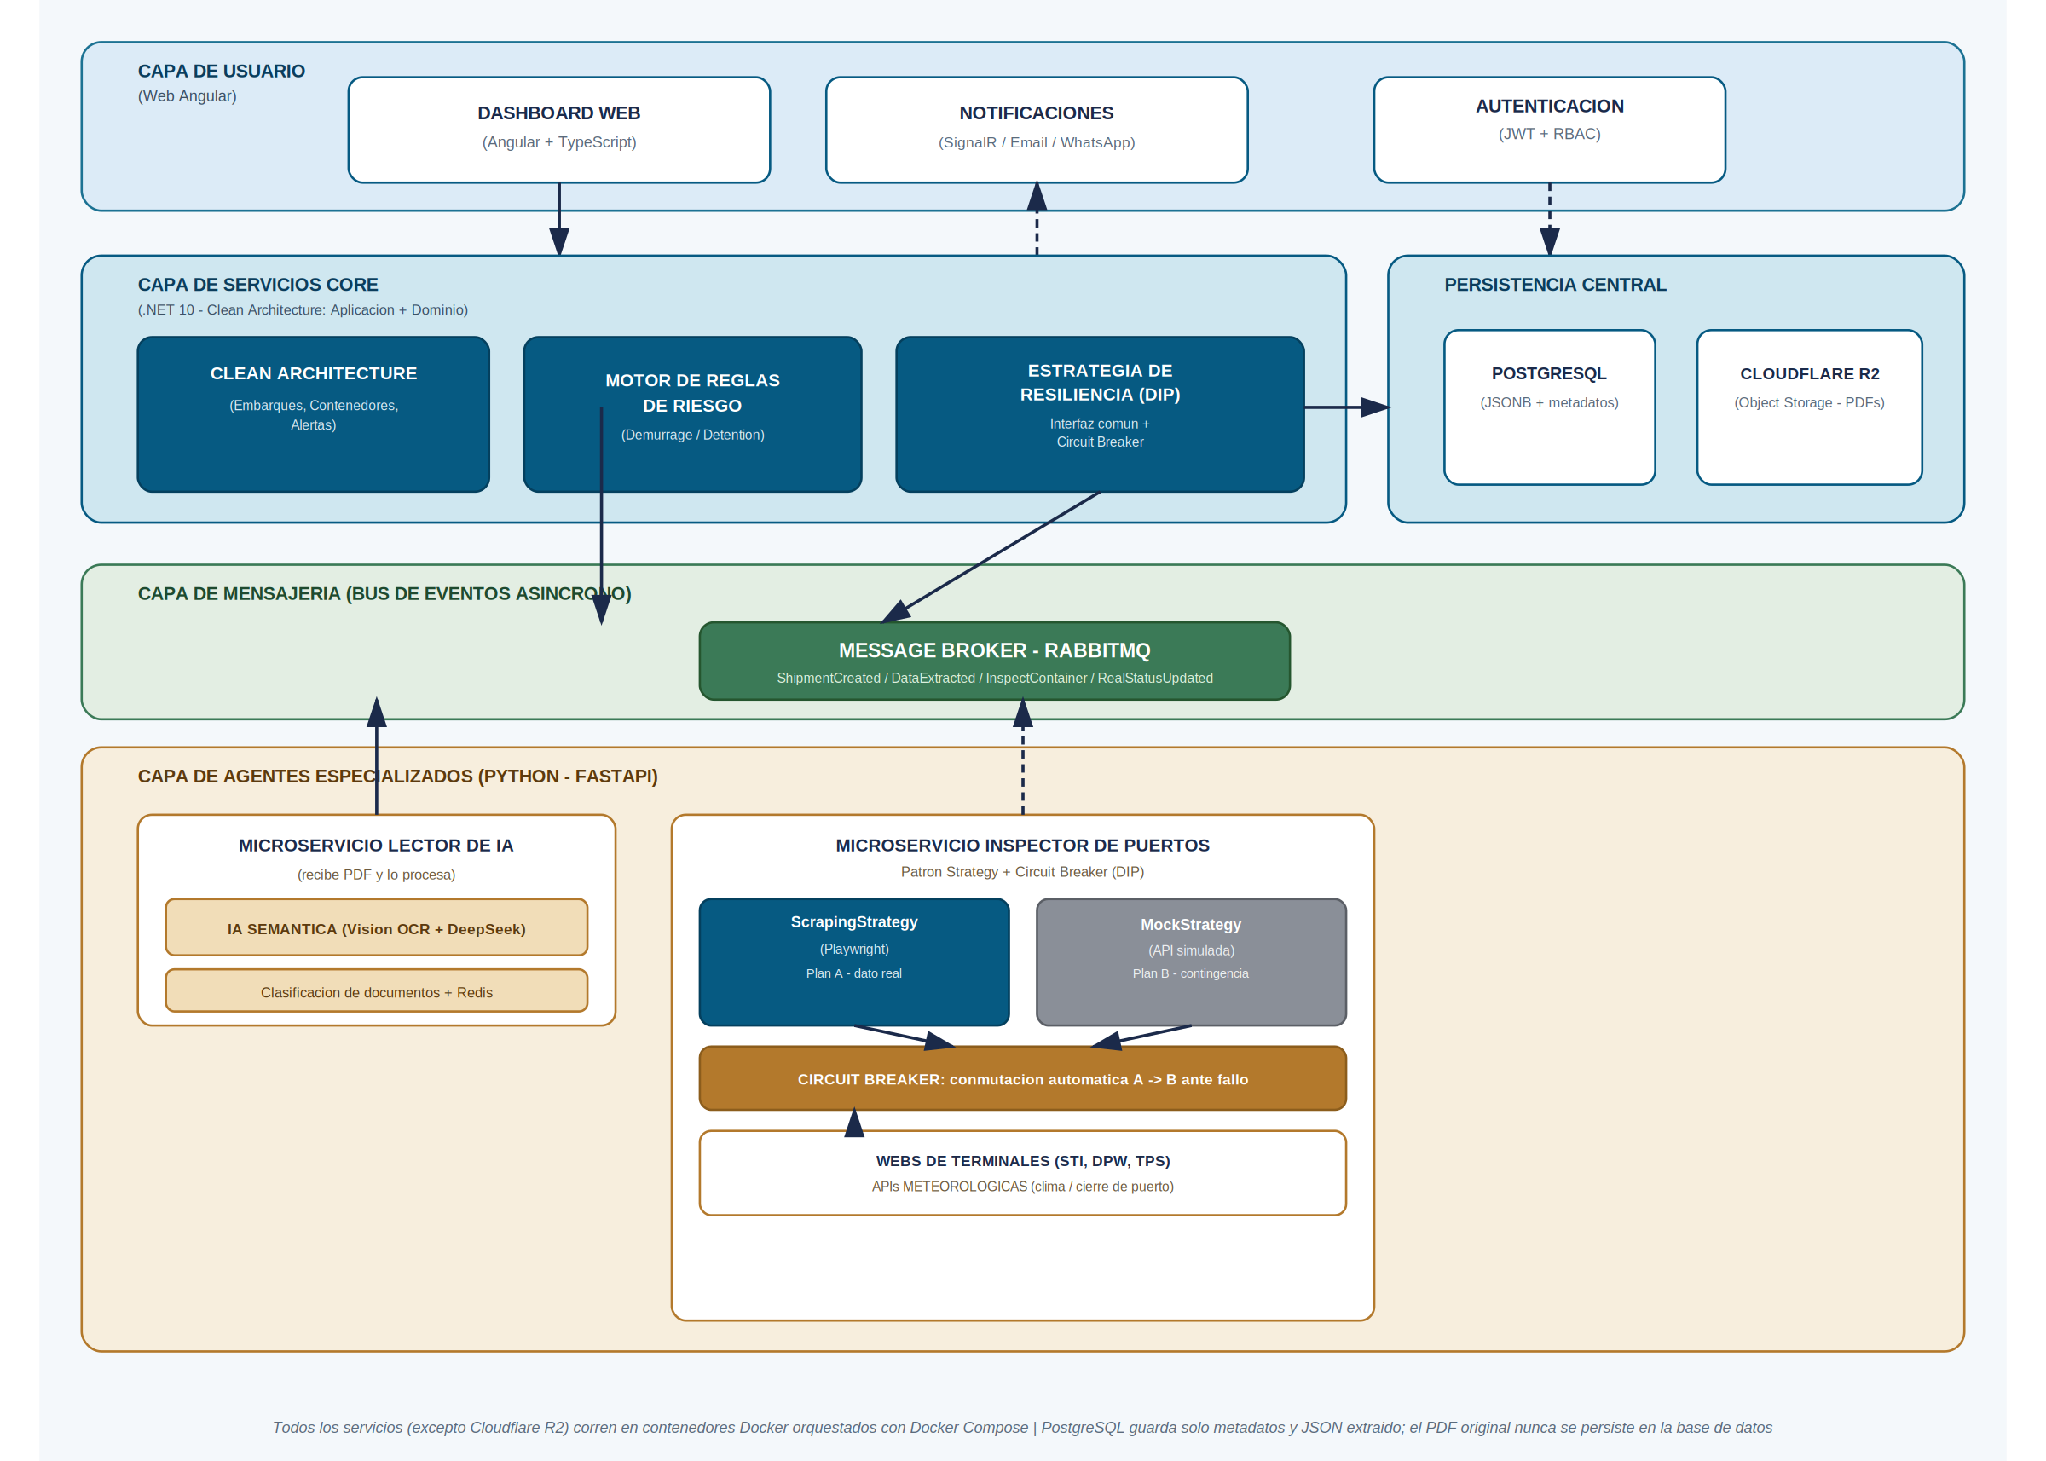 CAPA DE USUARIO
(Web Angular)
DASHBOARD WEB
(Angular + TypeScript)
NOTIFICACIONES
(SignalR / Email / WhatsApp)
AUTENTICACION
(JWT + RBAC)
CAPA DE SERVICIOS CORE
(.NET 10 - Clean Architecture: Aplicacion + Dominio)
CLEAN ARCHITECTURE
(Embarques, Contenedores,
Alertas)
MOTOR DE REGLAS
DE RIESGO
(Demurrage / Detention)
ESTRATEGIA DE
RESILIENCIA (DIP)
Interfaz comun +
Circuit Breaker
PERSISTENCIA CENTRAL
POSTGRESQL
(JSONB + metadatos)
CLOUDFLARE R2
(Object Storage - PDFs)
CAPA DE MENSAJERIA (BUS DE EVENTOS ASINCRONO)
MESSAGE BROKER - RABBITMQ
ShipmentCreated / DataExtracted / InspectContainer / RealStatusUpdated
CAPA DE AGENTES ESPECIALIZADOS (PYTHON - FASTAPI)
MICROSERVICIO LECTOR DE IA
(recibe PDF y lo procesa)
IA SEMANTICA (Vision OCR + DeepSeek)
Clasificacion de documentos + Redis
MICROSERVICIO INSPECTOR DE PUERTOS
Patron Strategy + Circuit Breaker (DIP)
ScrapingStrategy
(Playwright)
Plan A - dato real
MockStrategy
(API simulada)
Plan B - contingencia
CIRCUIT BREAKER: conmutacion automatica A -> B ante fallo
WEBS DE TERMINALES (STI, DPW, TPS)
APIs METEOROLOGICAS (clima / cierre de puerto)
Todos los servicios (excepto Cloudflare R2) corren en contenedores Docker orquestados con Docker Compose | PostgreSQL guarda solo metadatos y JSON extraido; el PDF original nunca se persiste en la base de datos